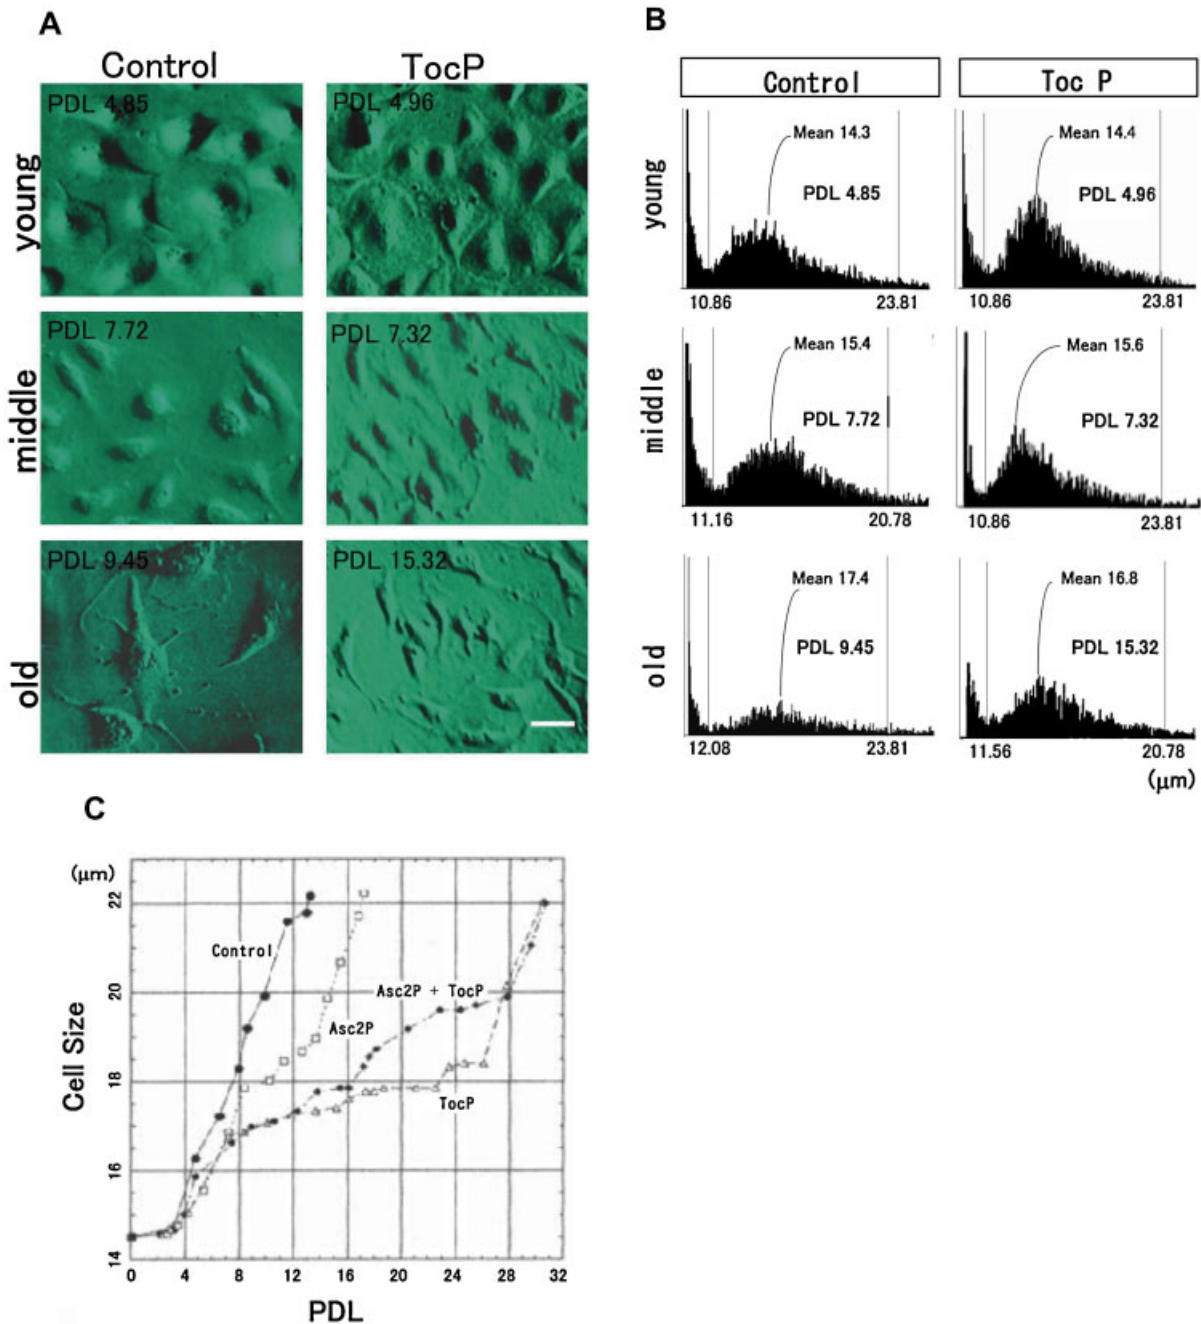 A
Control
TocP
young
PDL 4.85
PDL 4.96
middle
PDL 7.72
PDL 7.32
old
PDL 9.45
PDL 15.32
B
Control
Toc P
young
Mean 14.3
PDL 4.85
10.86
23.81
Mean 14.4
PDL 4.96
10.86
23.81
middle
Mean 15.4
PDL 7.72
11.16
20.78
Mean 15.6
PDL 7.32
10.86
23.81
old
Mean 17.4
PDL 9.45
12.08
23.81
Mean 16.8
PDL 15.32
11.56
20.78
(μm)
C
(μm)
Cell Size
22
20
18
16
14
Control
Asc2P + TocP
Asc2P
TocP
0 4 8 12 16 20 24 28 32
PDL